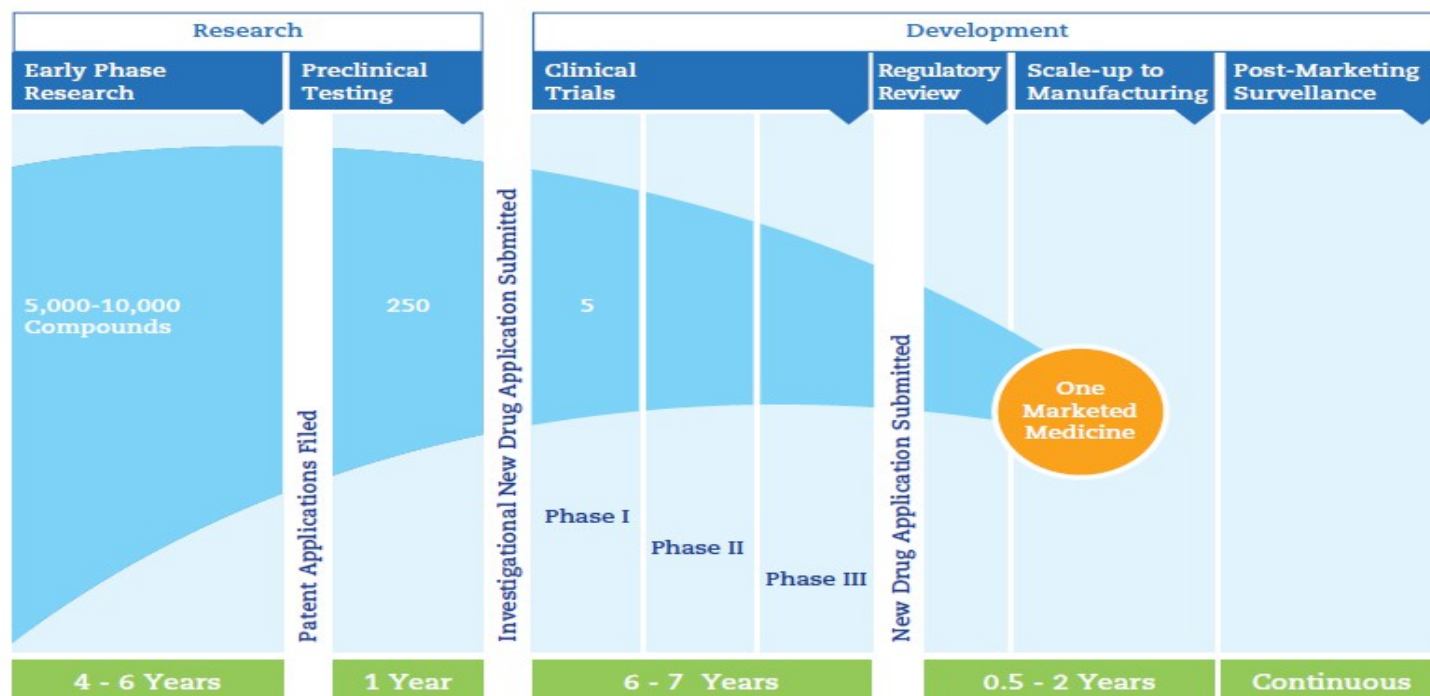 Research
Development
Early Phase
Research
Preclinical
Testing
Clinical
Trials
Regulatory
Review
Scale-up to
Manufacturing
Post-Marketing
Survellance
5,000-10,000
Compounds
Patent Applications Filed
250
Investigational New Drug Application Submitted
5
Phase I
Phase II
Phase III
New Drug Application Submitted
One
Marketed
Medicine
4 - 6 Years
1 Year
6 - 7 Years
0.5 - 2 Years
Continuous